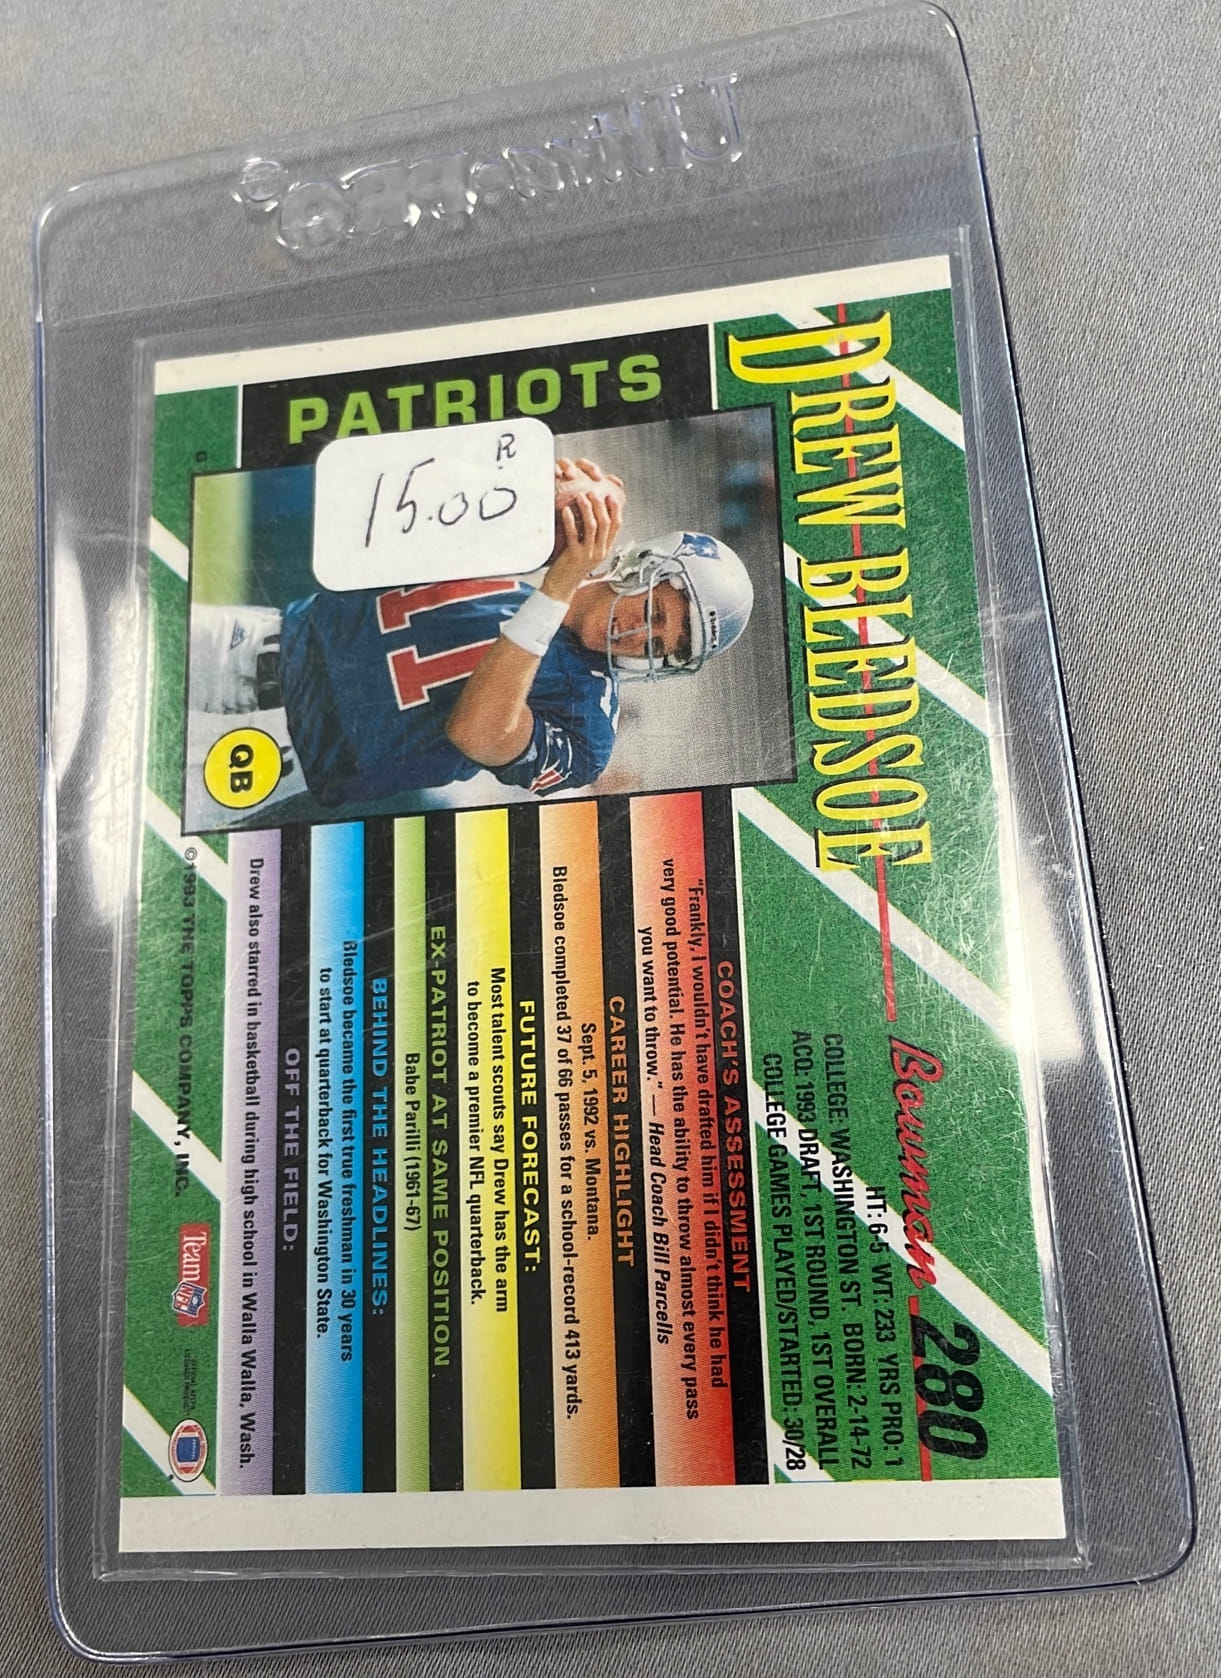 Ultra•PRO®
DREW BLEDSOE
Bowman 280
HT: 6-5 WT: 233 YRS PRO: 1
COLLEGE: WASHINGTON ST. BORN: 2-14-72
ACQ: 1993 DRAFT, 1ST ROUND, 1ST OVERALL
COLLEGE GAMES PLAYED/STARTED: 30/28
PATRIOTS
R
15.00
11
QB
COACH'S ASSESSMENT
"Frankly, I wouldn't have drafted him if I didn't think he had
very good potential. He has the ability to throw almost every pass
you want to throw." — Head Coach Bill Parcells
CAREER HIGHLIGHT
Sept. 5, 1992 vs. Montana.
Bledsoe completed 37 of 66 passes for a school-record 413 yards.
FUTURE FORECAST:
Most talent scouts say Drew has the arm
to become a premier NFL quarterback.
EX-PATRIOT AT SAME POSITION
Babe Parilli (1961-67)
BEHIND THE HEADLINES:
Bledsoe became the first true freshman in 30 years
to start at quarterback for Washington State.
OFF THE FIELD:
Drew also starred in basketball during high school in Walla Walla, Wash.
©1993 THE TOPPS COMPANY, INC.
Team NFL